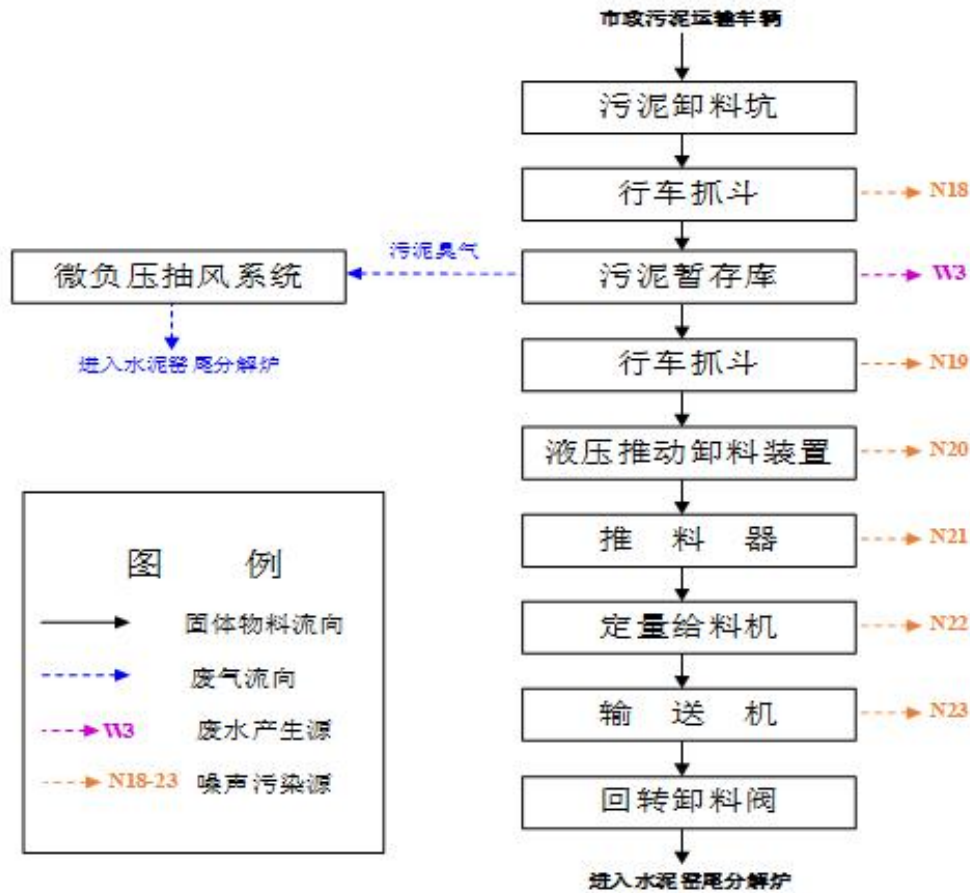 市政污泥运输车辆
污泥卸料坑
行车抓斗
N18
污泥臭气
微负压抽风系统
污泥暂存库
W3
进入水泥窑尾分解炉
行车抓斗
N19
液压推动卸料装置
N20
推 料 器
N21
定量给料机
N22
输 送 机
N23
回转卸料阀
进入水泥窑尾分解炉
图 例
固体物料流向
废气流向
W3 废水产生源
N18-23 噪声污染源